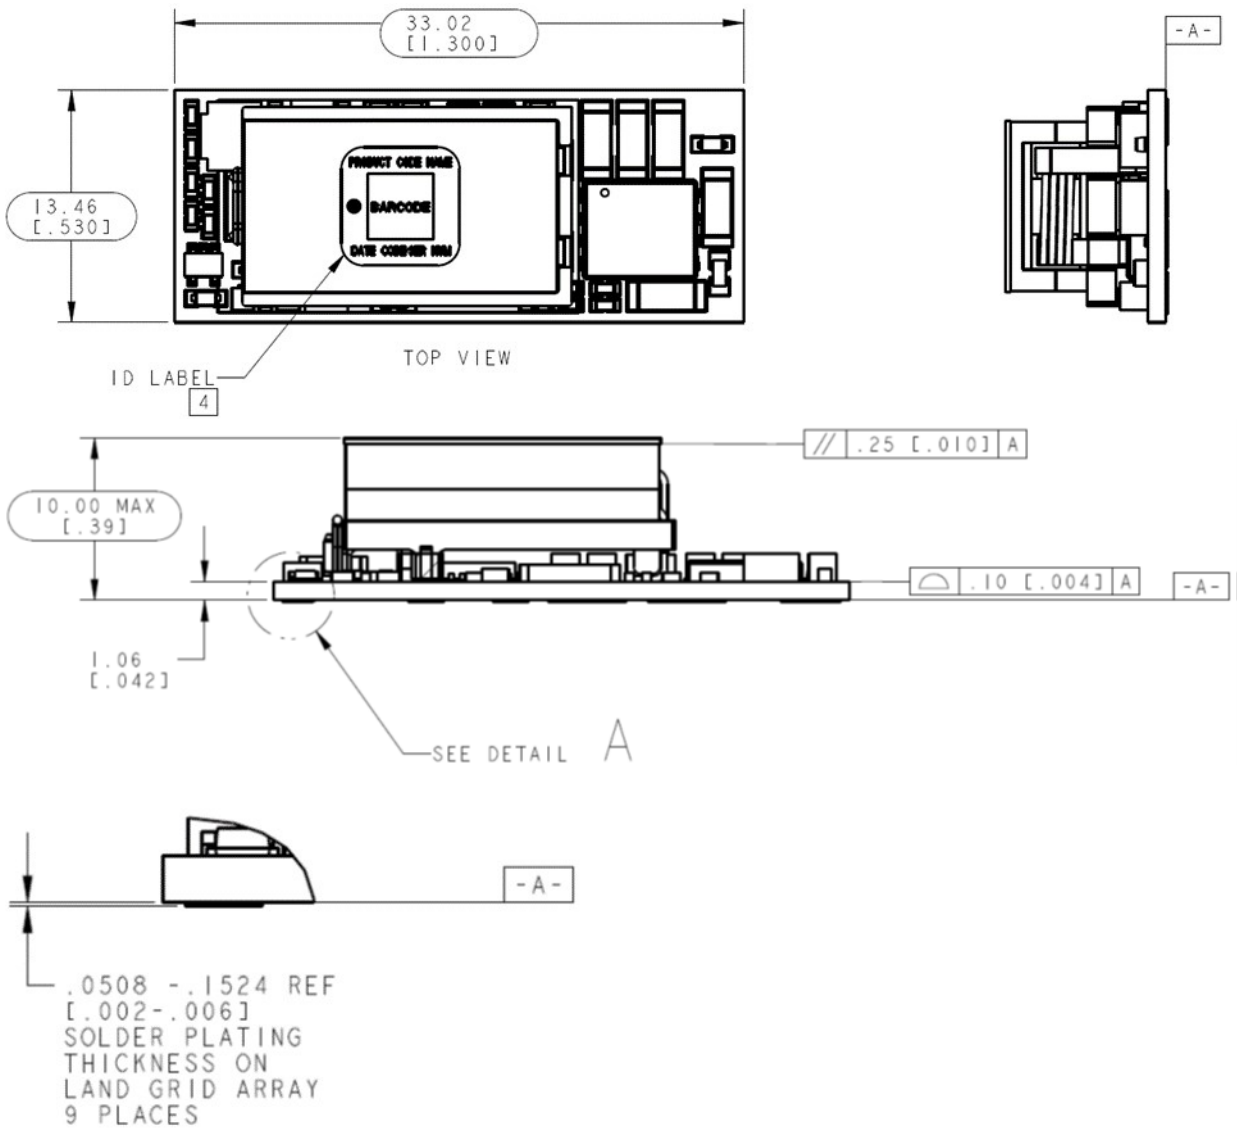 33.02
[1.300]
-A-
13.46
[.530]
PRODUCT CODE NAME
BARCODE
TOP VIEW
ID LABEL
4
10.00 MAX
[.39]
// .25 [.010] A
.10 [.004] A
-A-
1.06
[.042]
SEE DETAIL A
-A-
.0508 -.1524 REF
[.002-.006]
SOLDER PLATING
THICKNESS ON
LAND GRID ARRAY
9 PLACES